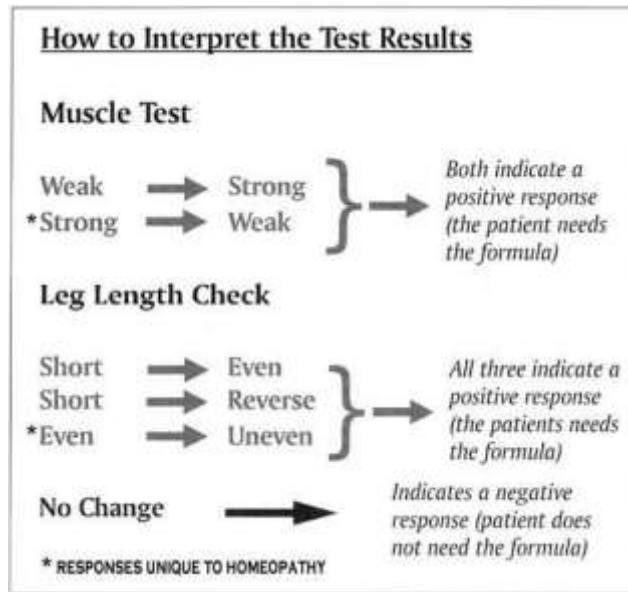 How to Interpret the Test Results
Muscle Test
Weak Strong
*Strong Weak
Both indicate a
positive response
(the patient needs
the formula)
Leg Length Check
Short Even
Short Reverse
*Even Uneven
All three indicate a
positive response
(the patients needs
the formula)
No Change
Indicates a negative
response (patient does
not need the formula)
* RESPONSES UNIQUE TO HOMEOPATHY